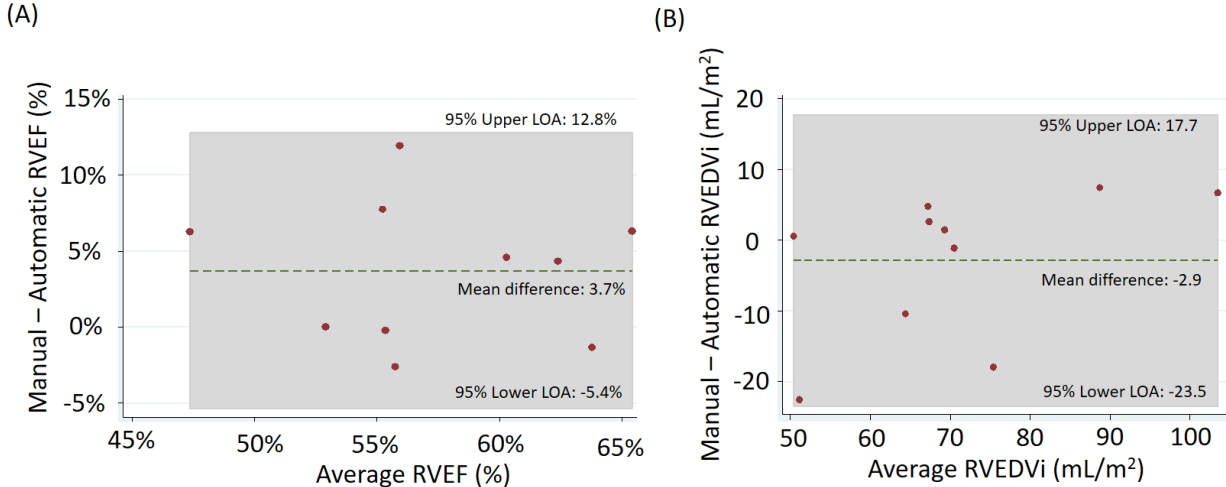 (A)
Manual – Automatic RVEF (%)
15%
10%
5%
0%
-5%
95% Upper LOA: 12.8%
Mean difference: 3.7%
95% Lower LOA: -5.4%
45%
50%
55%
60%
65%
Average RVEF (%)
(B)
Manual – Automatic RVEDVi (mL/m²)
20
10
0
-10
-20
95% Upper LOA: 17.7
Mean difference: -2.9
95% Lower LOA: -23.5
50
60
70
80
90
100
Average RVEDVi (mL/m²)